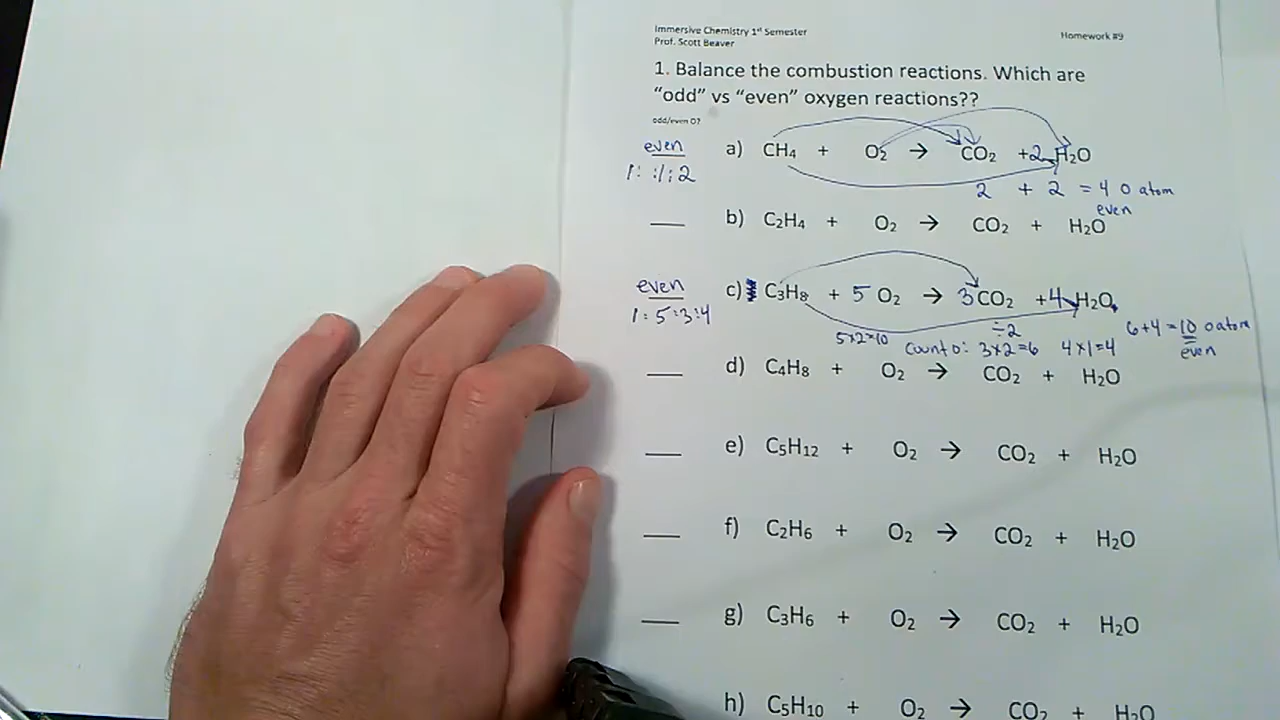 Immersive Chemistry 1st Semester
Prof. Scott Beaver
Homework #9
1. Balance the combustion reactions. Which are
"odd" vs "even" oxygen reactions??
odd/even O?
even
a) CH4 + O2 → CO2 + 2 H2O
1: :1:2
2 + 2 = 4 O atom
even
b) C2H4 + O2 → CO2 + H2O
even
c) C3H8 + 5 O2 → 3 CO2 + 4 H2O
1:5:3:4
÷2
6+4=10 O atom
5×2=10
Count O: 3×2=6 4×1=4
even
d) C4H8 + O2 → CO2 + H2O
e) C5H12 + O2 → CO2 + H2O
f) C2H6 + O2 → CO2 + H2O
g) C3H6 + O2 → CO2 + H2O
h) C5H10 + O2 → CO2 + H2O